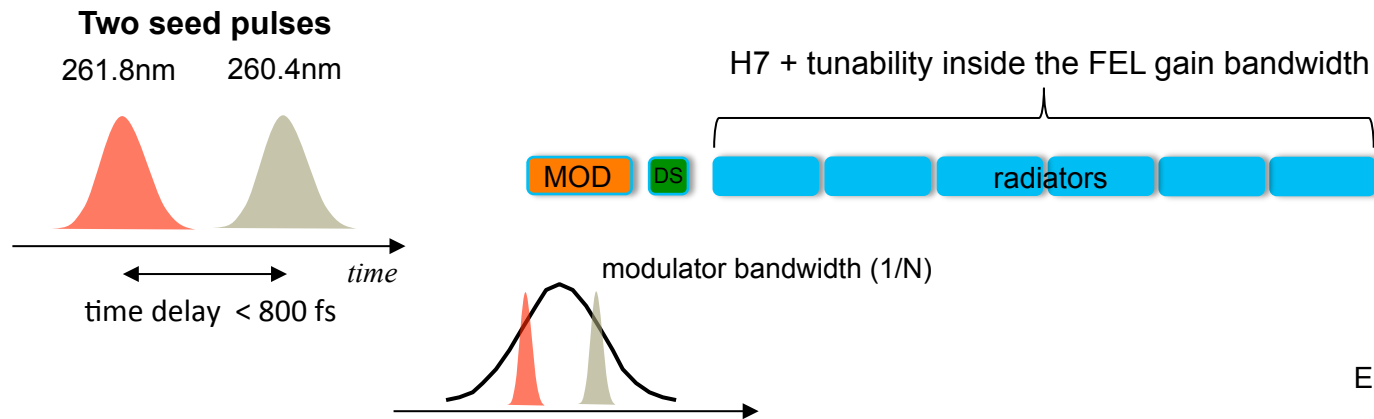 Two seed pulses
261.8nm 260.4nm
H7 + tunability inside the FEL gain bandwidth
MOD DS radiators
time
time delay < 800 fs
modulator bandwidth (1/N)
E